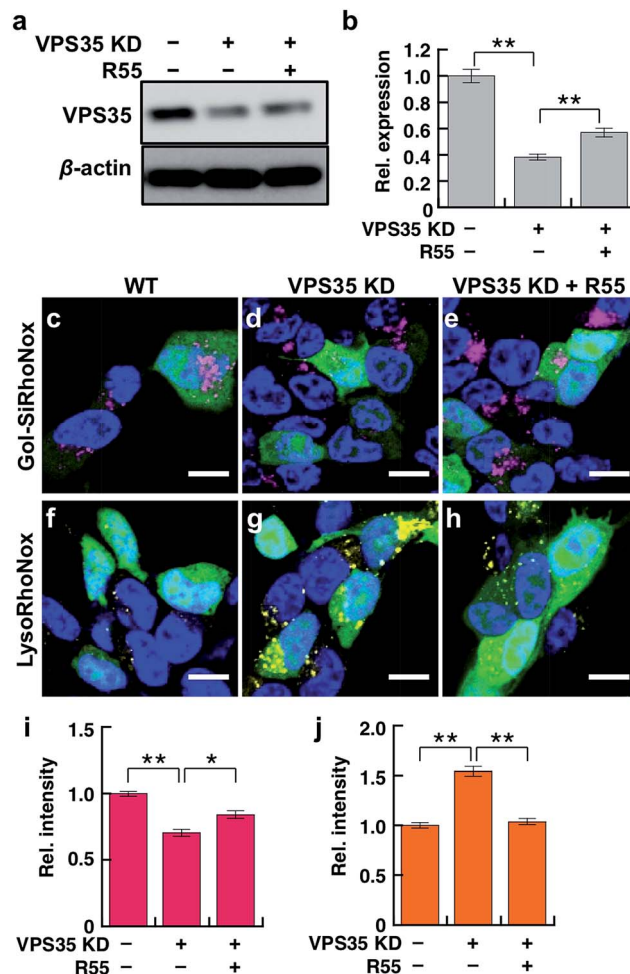 a
VPS35 KD – + +
R55 – – +
VPS35
β-actin
b
Rel. expression
1.2
1.0
0.8
0.6
0.4
0.2
0
**
**
VPS35 KD – + +
R55 – – +
WT VPS35 KD VPS35 KD + R55
Gol-SiRhoNox
c d e
LysoRhoNox
f g h
i
Rel. intensity
1.5
1.0
0.5
0
** *
VPS35 KD – + +
R55 – – +
j
Rel. intensity
2.0
1.5
1.0
0.5
0
** **
VPS35 KD – + +
R55 – – +